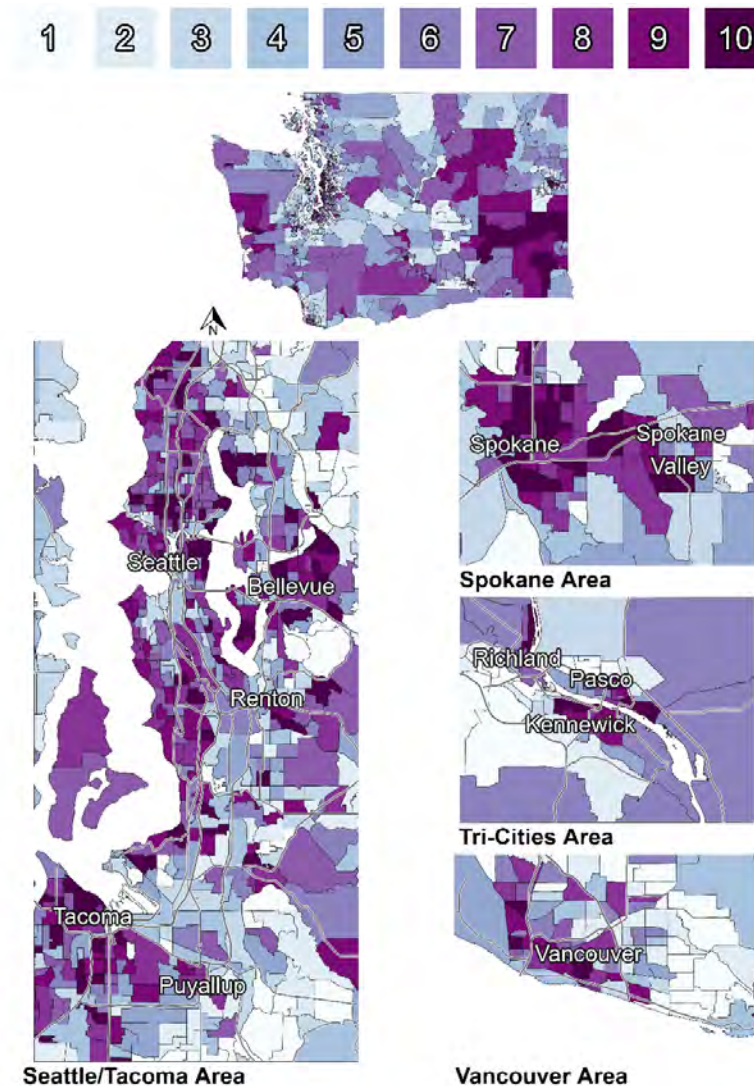 1 2 3 4 5 6 7 8 9 10
N
Seattle
Bellevue
Renton
Tacoma
Puyallup
Seattle/Tacoma Area
Spokane
Spokane
Valley
Spokane Area
Richland
Pasco
Kennewick
Tri-Cities Area
Vancouver
Vancouver Area